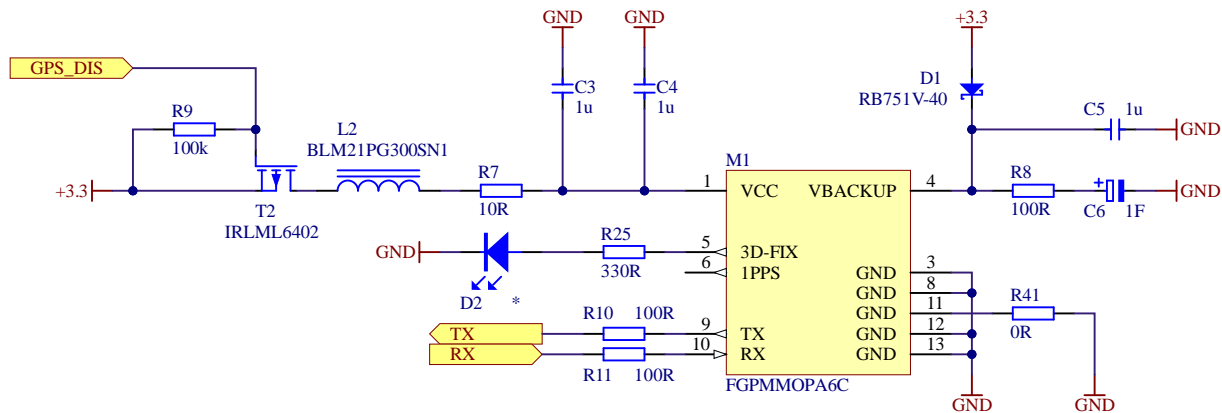 GND GND +3.3
GPS_DIS
D1
RB751V-40
C3
1u
C4
1u
R9
100k
C5 1u
GND
L2
BLM21PG300SN1
M1
R7
10R
+3.3
1 VCC VBACKUP 4
R8
100R
+
C6 1F
GND
T2
IRLML6402
GND
R25
330R
5 3D-FIX
6 1PPS
GND 3
GND 8
GND 11
GND 12
GND 13
R41
0R
D2 *
TX
R10 100R
9 TX
RX
R11 100R
10 RX
FGPMMOPA6C
GND GND